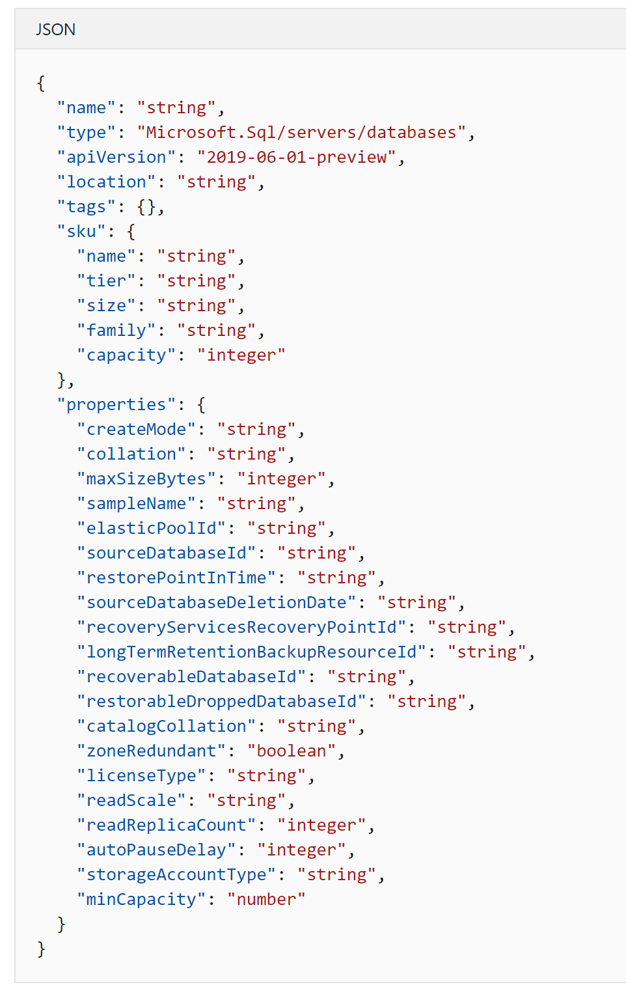 JSON
{
  "name": "string",
  "type": "Microsoft.Sql/servers/databases",
  "apiVersion": "2019-06-01-preview",
  "location": "string",
  "tags": {},
  "sku": {
    "name": "string",
    "tier": "string",
    "size": "string",
    "family": "string",
    "capacity": "integer"
  },
  "properties": {
    "createMode": "string",
    "collation": "string",
    "maxSizeBytes": "integer",
    "sampleName": "string",
    "elasticPoolId": "string",
    "sourceDatabaseId": "string",
    "restorePointInTime": "string",
    "sourceDatabaseDeletionDate": "string",
    "recoveryServicesRecoveryPointId": "string",
    "longTermRetentionBackupResourceId": "string",
    "recoverableDatabaseId": "string",
    "restorableDroppedDatabaseId": "string",
    "catalogCollation": "string",
    "zoneRedundant": "boolean",
    "licenseType": "string",
    "readScale": "string",
    "readReplicaCount": "integer",
    "autoPauseDelay": "integer",
    "storageAccountType": "string",
    "minCapacity": "number"
  }
}